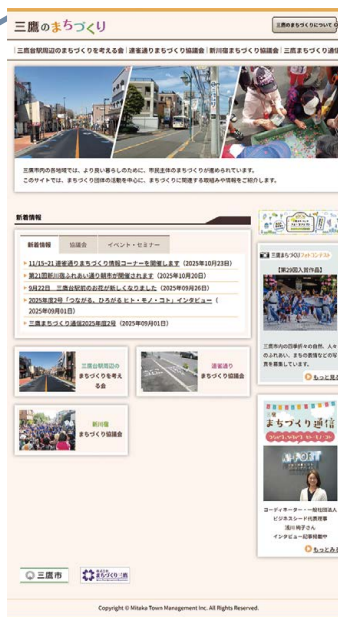 三鷹のまちづくり
三鷹のまちづくりについて
三鷹台駅周辺のまちづくりを考える会
連雀通りまちづくり協議会
新川宿まちづくり協議会
三鷹まちづくり通信
三鷹市内の各地域では、より良い暮らしのために、市民主体のまちづくりが進められています。
このサイトでは、まちづくり団体の活動を中心に、まちづくりに関連する取組みや情報をご紹介します。
新着情報
新着情報
協議会
イベント・セミナー
11/15~21 連雀通りまちづくり情報コーナーを開催します（2025年10月23日）
第21回新川宿ふれあい通り朝市が開催されます（2025年10月20日）
9月22日 三鷹台駅前のお花が新しくなりました（2025年09月26日）
2025年度2号「つながる、ひろがる ヒト・モノ・コト」インタビュー（
2025年09月01日）
三鷹まちづくり通信2025年度2号（2025年09月01日）
三鷹台駅周辺の
まちづくりを考え
る会
連雀通り
まちづくり協議会
新川宿
まちづくり協議会
三鷹まちづくりフォトコンテスト
【第29回入賞作品】
三鷹市内の四季折々の自然、人々
のふれあい、まちの表情などの写
真を募集しています。
もっと見る
まちづくり通信
コーディネーター・一般社団法人
ビジネスシード代表理事
浅川 桃子さん
インタビュー記事掲載中
もっとみる
三鷹市
まちづくり三鷹
Copyright © Mitaka Town Management Inc. All Rights Reserved.